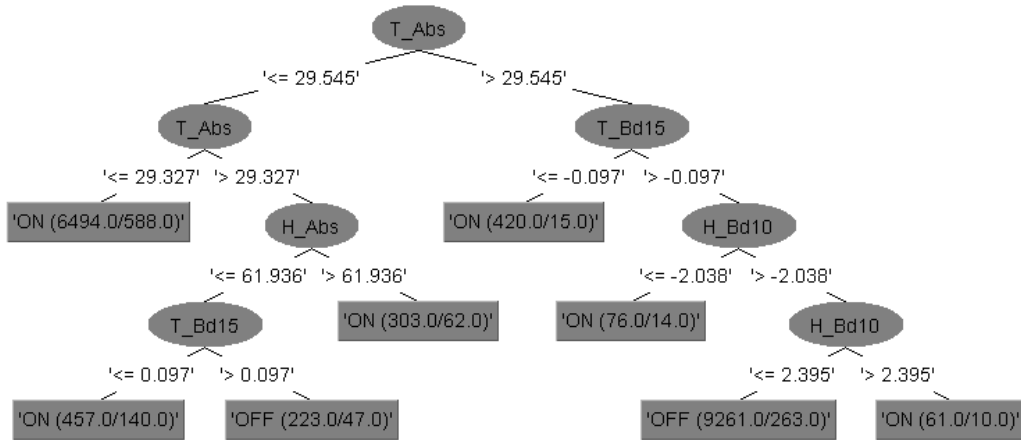 T_Abs
'<= 29.545' '> 29.545'
T_Abs T_Bd15
'<= 29.327' '> 29.327' '<= -0.097' '> -0.097'
'ON (6494.0/588.0)' H_Abs 'ON (420.0/15.0)' H_Bd10
'<= 61.936' '> 61.936' '<= -2.038' '> -2.038'
T_Bd15 'ON (303.0/62.0)' 'ON (76.0/14.0)' H_Bd10
'<= 0.097' '> 0.097' '<= 2.395' '> 2.395'
'ON (457.0/140.0)' 'OFF (223.0/47.0)' 'OFF (9261.0/263.0)' 'ON (61.0/10.0)'